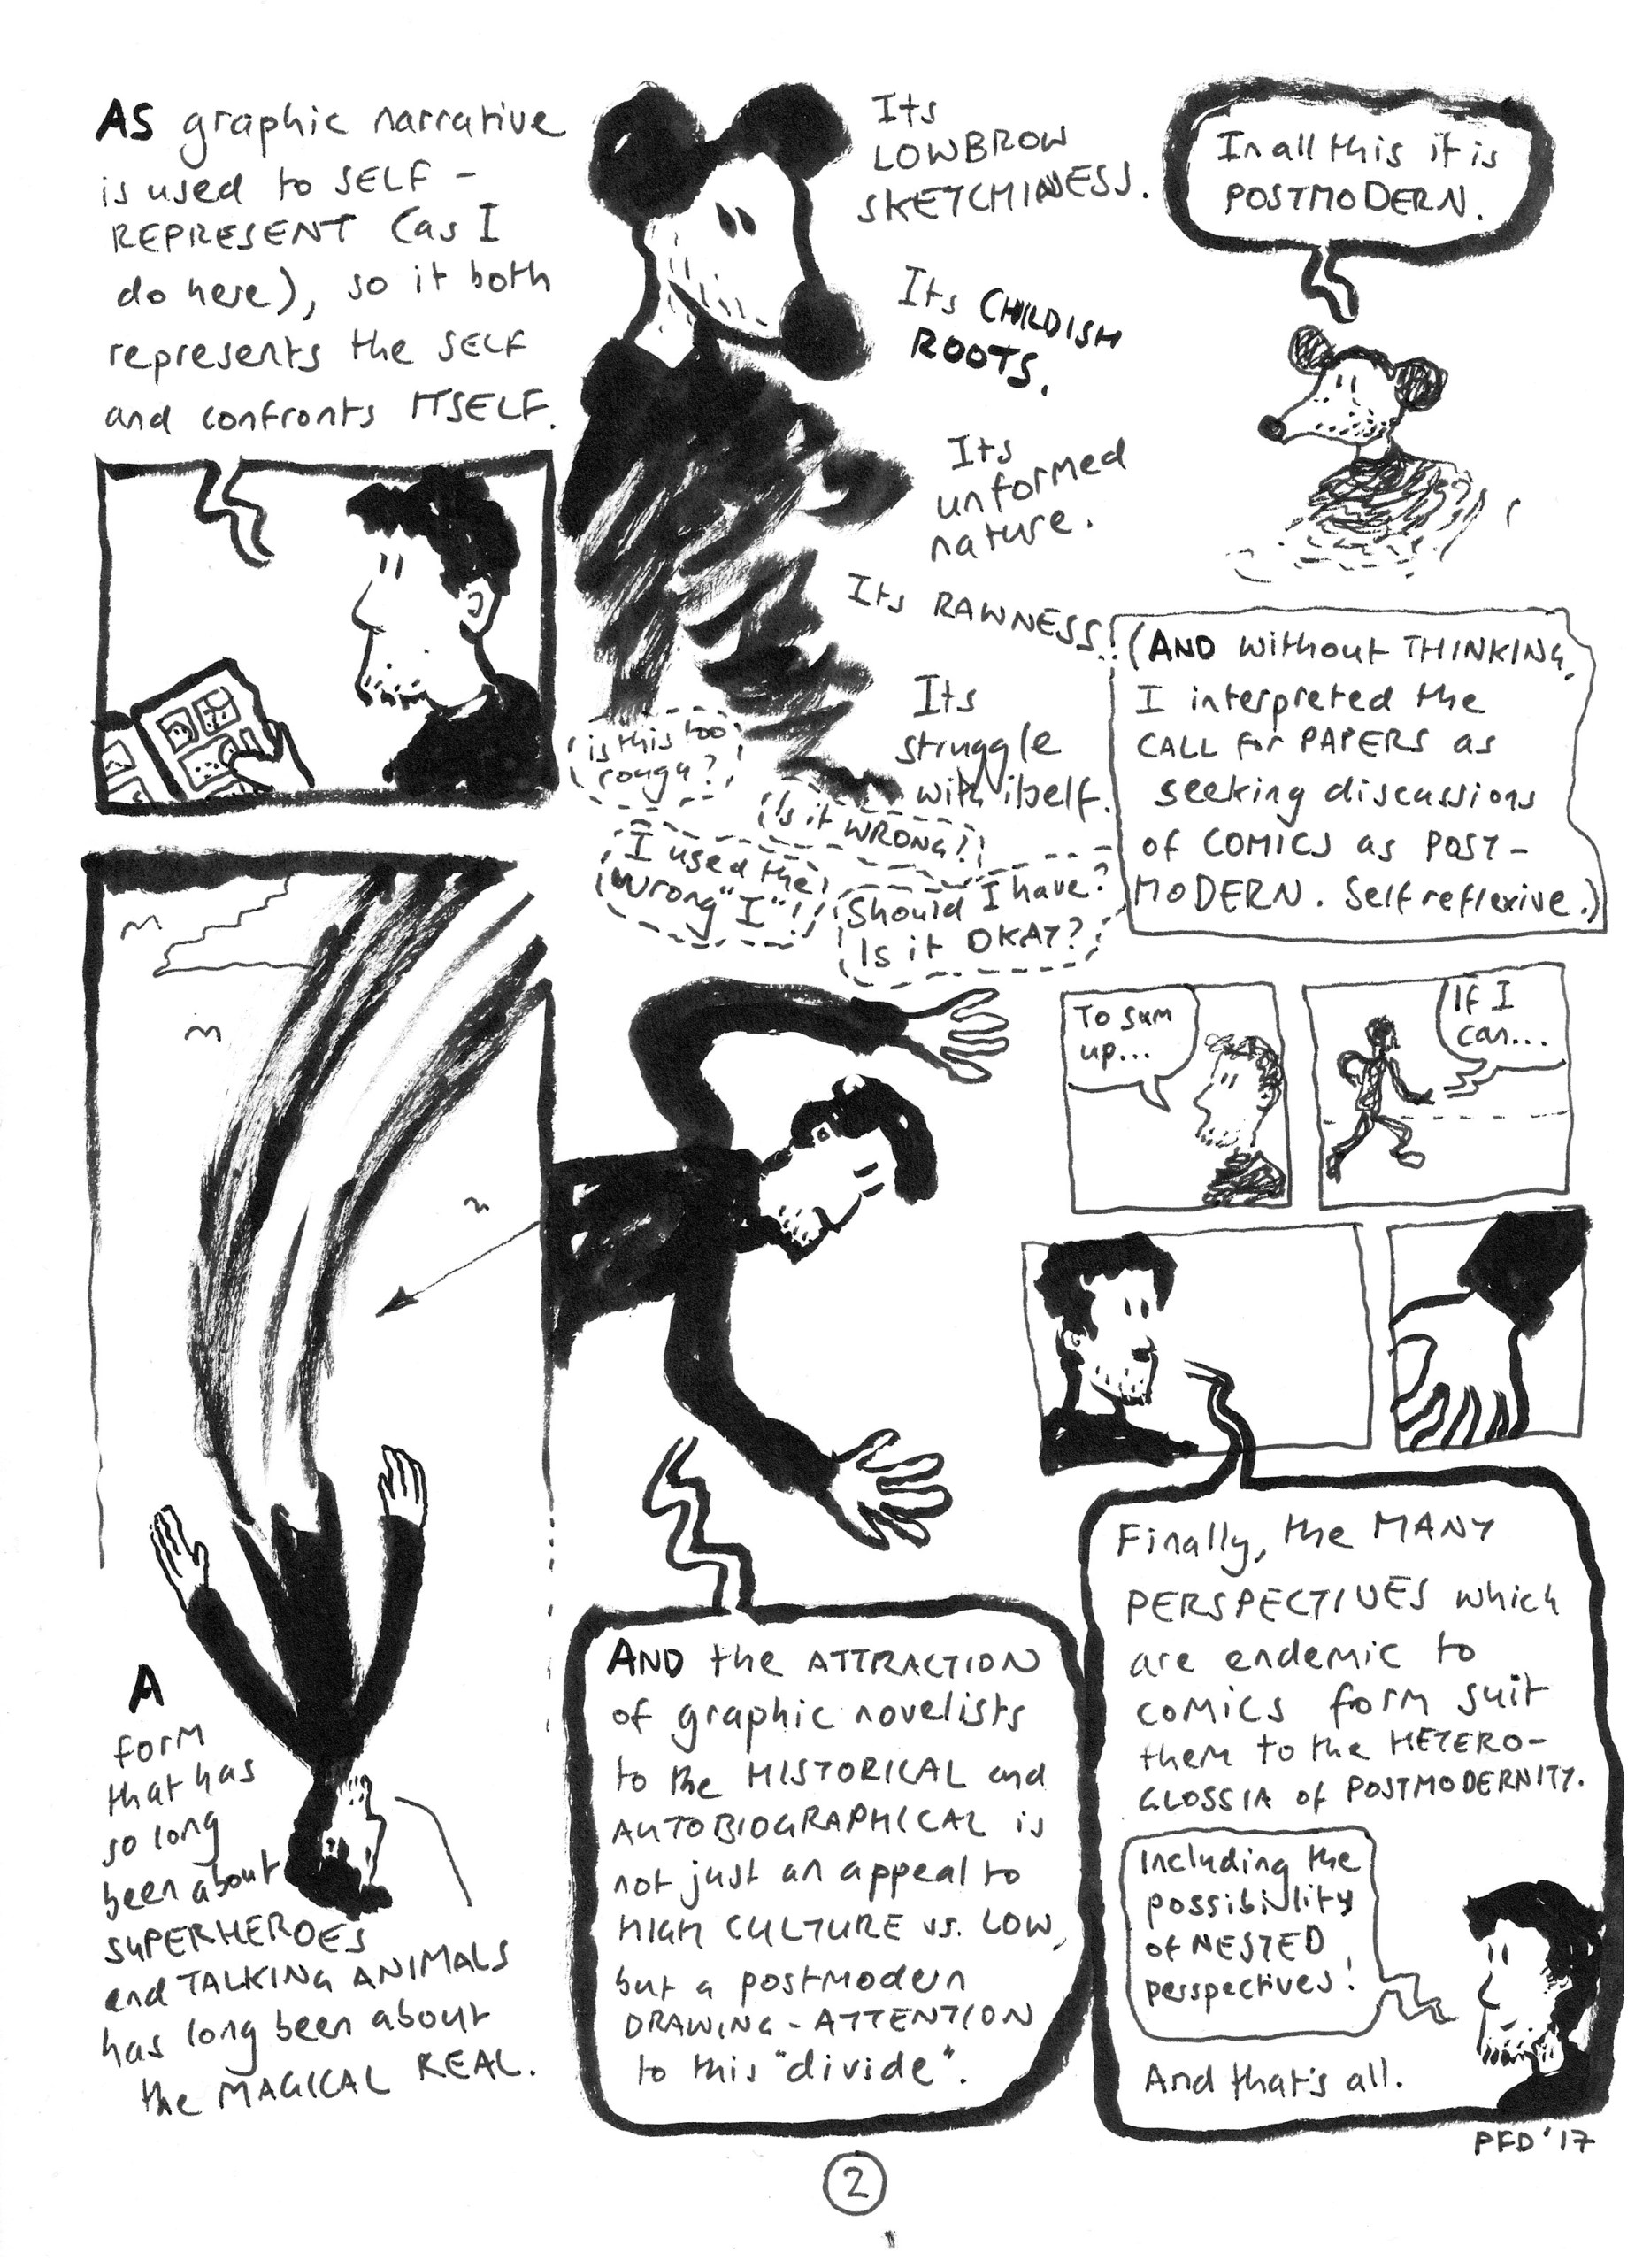 AS graphic narrative
is used to SELF -
REPRESENT (as I
do here), so it both
represents the SELF
and confronts ITSELF.
Its
LOWBROW
SKETCHINESS.
Its CHILDISH
ROOTS.
Its
unformed
nature.
Its RAWNESS!
Its
struggle
with itself.
is this too
rough?
Is it WRONG?
I used the
wrong "I"!
Should I have?
Is it OKAY?
In all this it is
POSTMODERN.
(AND without THINKING,
I interpreted the
CALL for PAPERS as
seeking discussions
of COMICS as POST-
MODERN. Self reflexive.)
A
form
that has
so long
been about
SUPERHEROES
and TALKING ANIMALS
has long been about
the MAGICAL REAL.
AND the ATTRACTION
of graphic novelists
to the HISTORICAL and
AUTOBIOGRAPHICAL is
not just an appeal to
HIGH CULTURE vs. LOW,
but a postmodern
DRAWING-ATTENTION
to this "divide".
To sum
up...
If I
can...
Finally, the MANY
PERSPECTIVES which
are endemic to
comics form suit
them to the HETERO-
GLOSSIA of POSTMODERNITY.
Including the
possibility
of NESTED
perspectives!
And that's all.
PFD '17
2